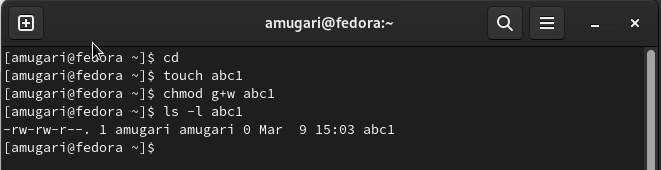 amugari@fedora:~
[amugari@fedora ~]$ cd
[amugari@fedora ~]$ touch abc1
[amugari@fedora ~]$ chmod g+w abc1
[amugari@fedora ~]$ ls -l abc1
-rw-rw-r--. 1 amugari amugari 0 Mar  9 15:03 abc1
[amugari@fedora ~]$